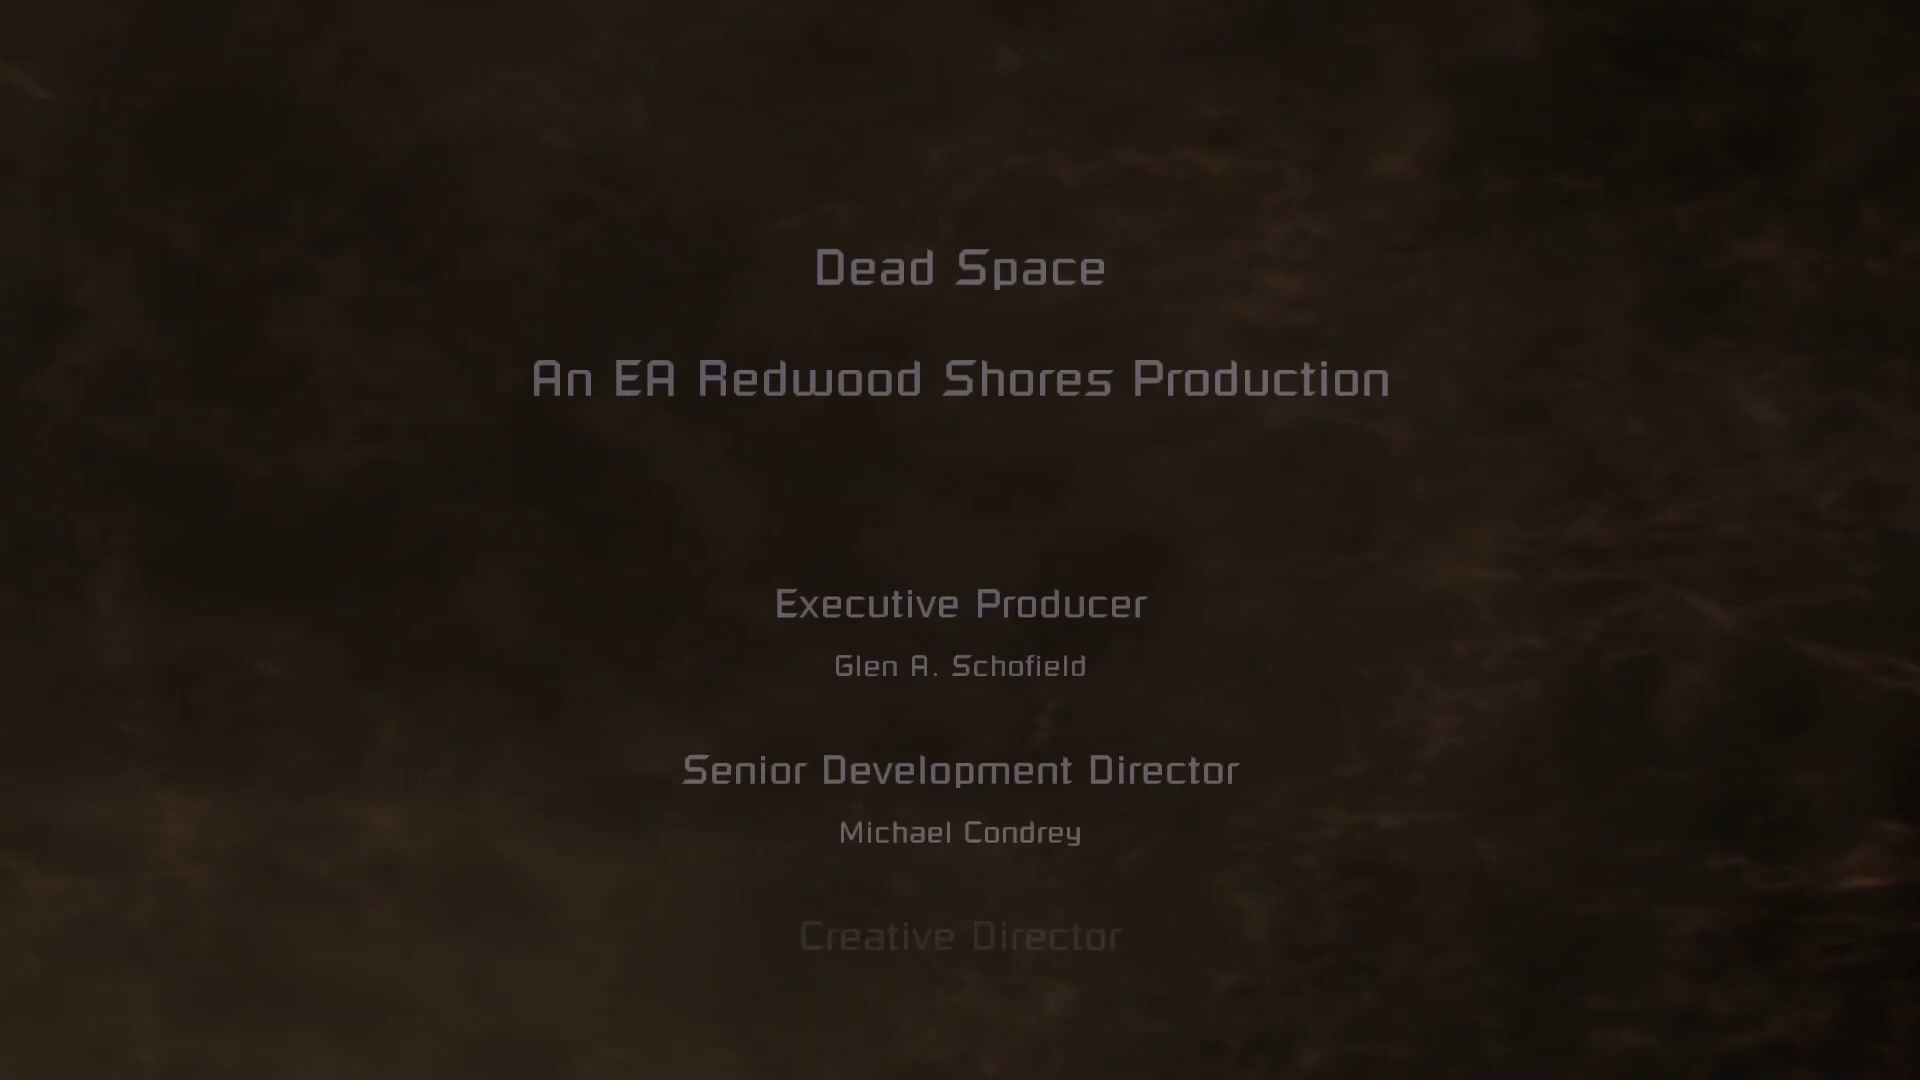 Dead Space
An EA Redwood Shores Production
Executive Producer
Glen A. Schofield
Senior Development Director
Michael Condrey
Creative Director